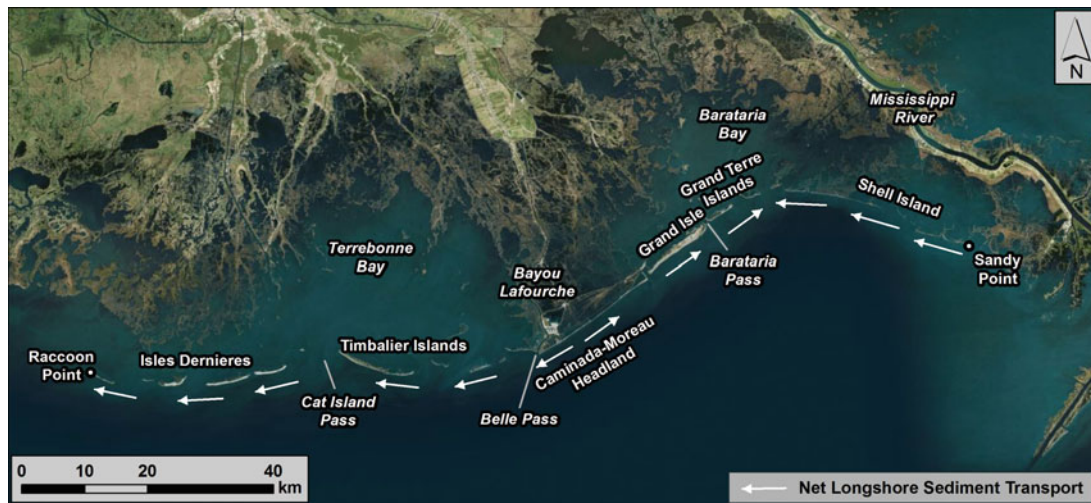 N
Mississippi
River
Barataria
Bay
Grand Terre
Islands
Shell Island
Grand Isle
Terrebonne
Bay
Bayou
Lafourche
Barataria
Pass
Sandy
Point
Raccoon
Point
Isles Dernieres
Timbalier Islands
Caminada-Moreau
Headland
Cat Island
Pass
Belle Pass
0 10 20 40
km
Net Longshore Sediment Transport